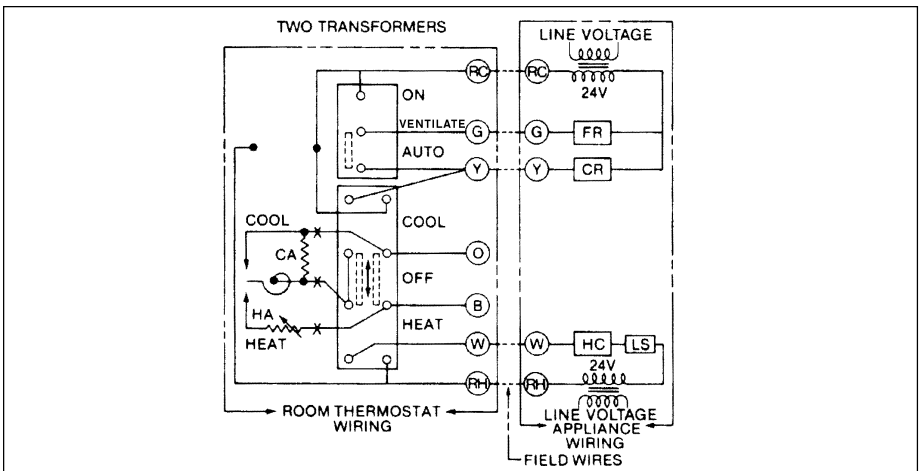 TWO TRANSFORMERS
LINE VOLTAGE
24V
RC
RC
ON
VENTILATE
G
G
FR
AUTO
Y
Y
CR
COOL
COOL
CA
O
OFF
B
HA
HEAT
HEAT
W
W
HC
LS
24V
RH
RH
ROOM THERMOSTAT
WIRING
LINE VOLTAGE
APPLIANCE
WIRING
FIELD WIRES